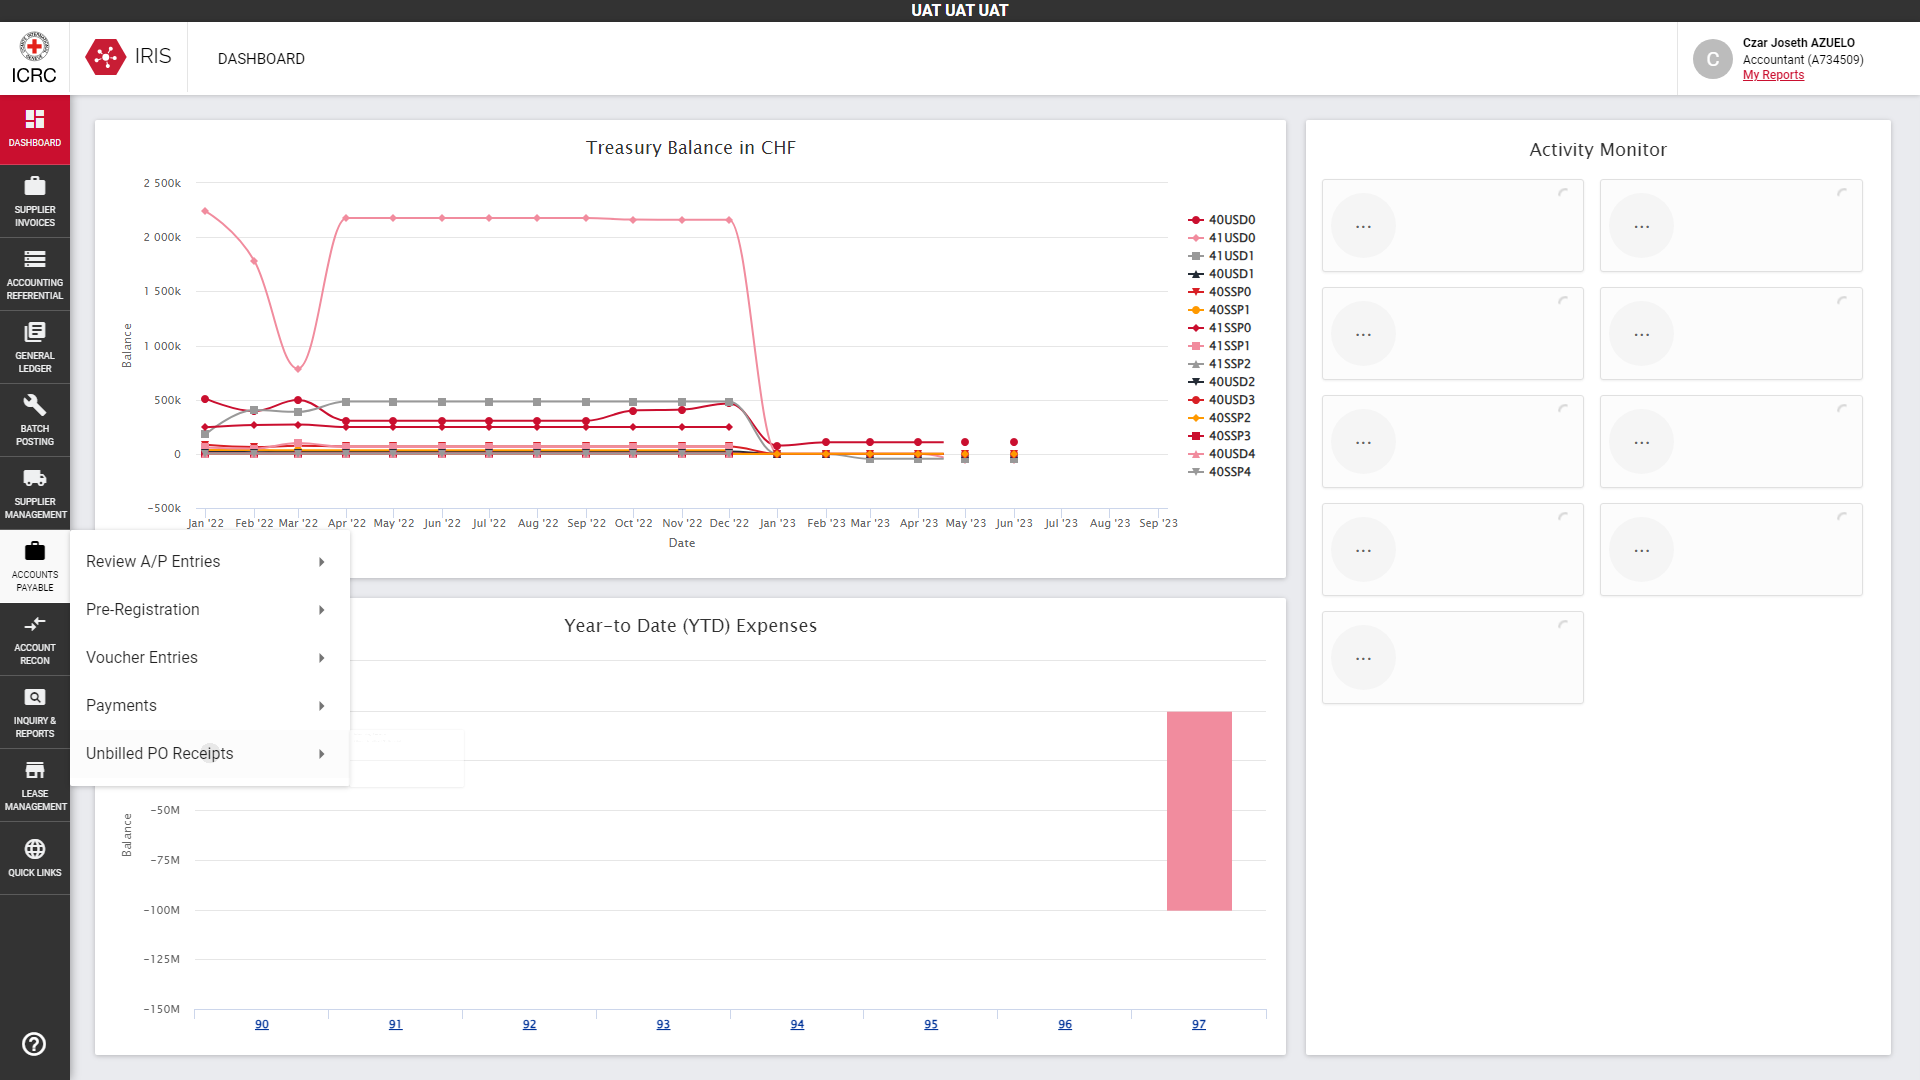 UAT UAT UAT
ICRC
IRIS
DASHBOARD
C
Czar Joseth AZUELO
Accountant (A734509)
My Reports
DASHBOARD
SUPPLIER
INVOICES
ACCOUNTING
REFERENTIAL
GENERAL
LEDGER
BATCH
POSTING
SUPPLIER
MANAGEMENT
ACCOUNTS
PAYABLE
ACCOUNT
RECON
INQUIRY &
REPORTS
LEASE
MANAGEMENT
QUICK LINKS
Review A/P Entries
Pre-Registration
Voucher Entries
Payments
Unbilled PO Receipts
Treasury Balance in CHF
2 500k
2 000k
1 500k
1 000k
500k
0
−500k
Balance
Jan '22 Feb '22 Mar '22 Apr '22 May '22 Jun '22 Jul '22 Aug '22 Sep '22 Oct '22 Nov '22 Dec '22 Jan '23 Feb '23 Mar '23 Apr '23 May '23 Jun '23 Jul '23 Aug '23 Sep '23
Date
40USD0
41USD0
41USD1
40USD1
40SSP0
40SSP1
41SSP0
41SSP1
41SSP2
40USD2
40USD3
40SSP2
40SSP3
40USD4
40SSP4
Year-to Date (YTD) Expenses
Balance
−50M
−75M
−100M
−125M
−150M
90 91 92 93 94 95 96 97
Activity Monitor
... ...
... ...
... ...
... ...
...